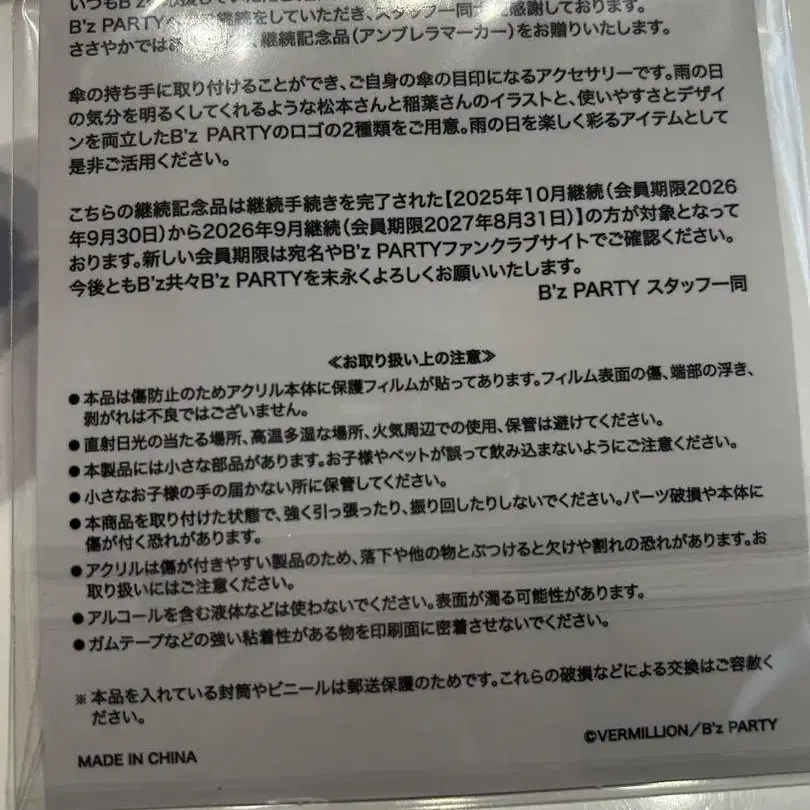 いつもB'z
B'z PARTY 継続をしていただき、スタッフ一同 感謝しております。
ささやかでは 、継続記念品(アンブレラマーカー)をお贈りいたします。
傘の持ち手に取り付けることができ、ご自身の傘の目印になるアクセサリーです。雨の日
の気分を明るくしてくれるような松本さんと稲葉さんのイラストと、使いやすさとデザイ
ンを両立したB'z PARTYのロゴの2種類をご用意。雨の日を楽しく彩るアイテムとして
是非ご活用ください。
こちらの継続記念品は継続手続きを完了された【2025年10月継続(会員期限2026
年9月30日)から2026年9月継続(会員期限2027年8月31日)】の方が対象となって
おります。新しい会員期限は宛名やB'z PARTYファンクラブサイトでご確認ください。
今後ともB'z共々B'z PARTYを末永くよろしくお願いいたします。
B'z PARTY スタッフ一同
≪お取り扱い上の注意≫
●本品は傷防止のためアクリル本体に保護フィルムが貼ってあります。フィルム表面の傷、端部の浮き、
剥がれは不良ではございません。
●直射日光の当たる場所、高温多湿な場所、火気周辺での使用、保管は避けてください。
●本製品には小さな部品があります。お子様やペットが誤って飲み込まないようにご注意ください。
●小さなお子様の手の届かない所に保管してください。
●本商品を取り付けた状態で、強く引っ張ったり、振り回したりしないでください。パーツ破損や本体に
傷が付く恐れがあります。
●アクリルは傷が付きやすい製品のため、落下や他の物とぶつけると欠けや割れの恐れがあります。お
取り扱いにはご注意ください。
●アルコールを含む液体などは使わないでください。表面が濁る可能性があります。
●ガムテープなどの強い粘着性がある物を印刷面に密着させないでください。
※本品を入れている封筒やビニールは郵送保護のためです。これらの破損などによる交換はご容赦く
ださい。
©VERMILLION/B'z PARTY
MADE IN CHINA